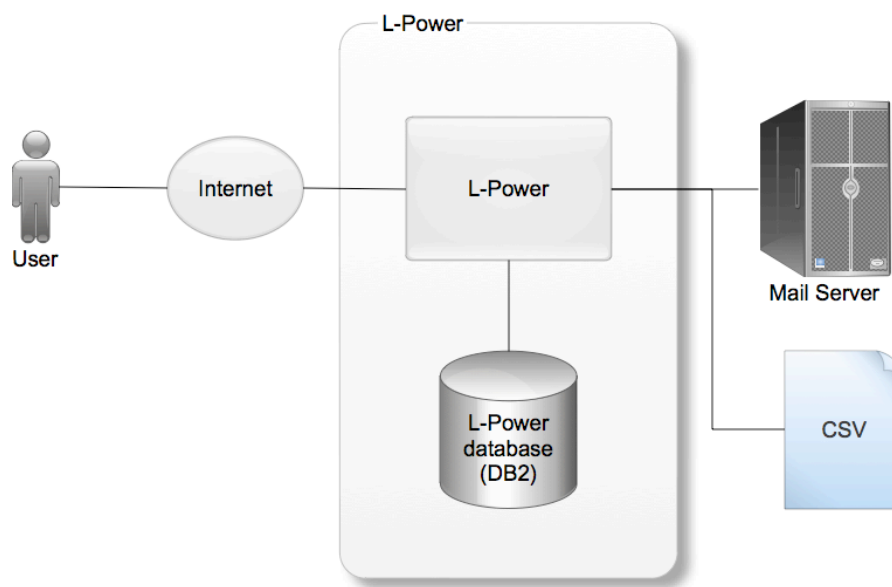 L-Power
User
Internet
L-Power
Mail Server
L-Power
database
(DB2)
CSV